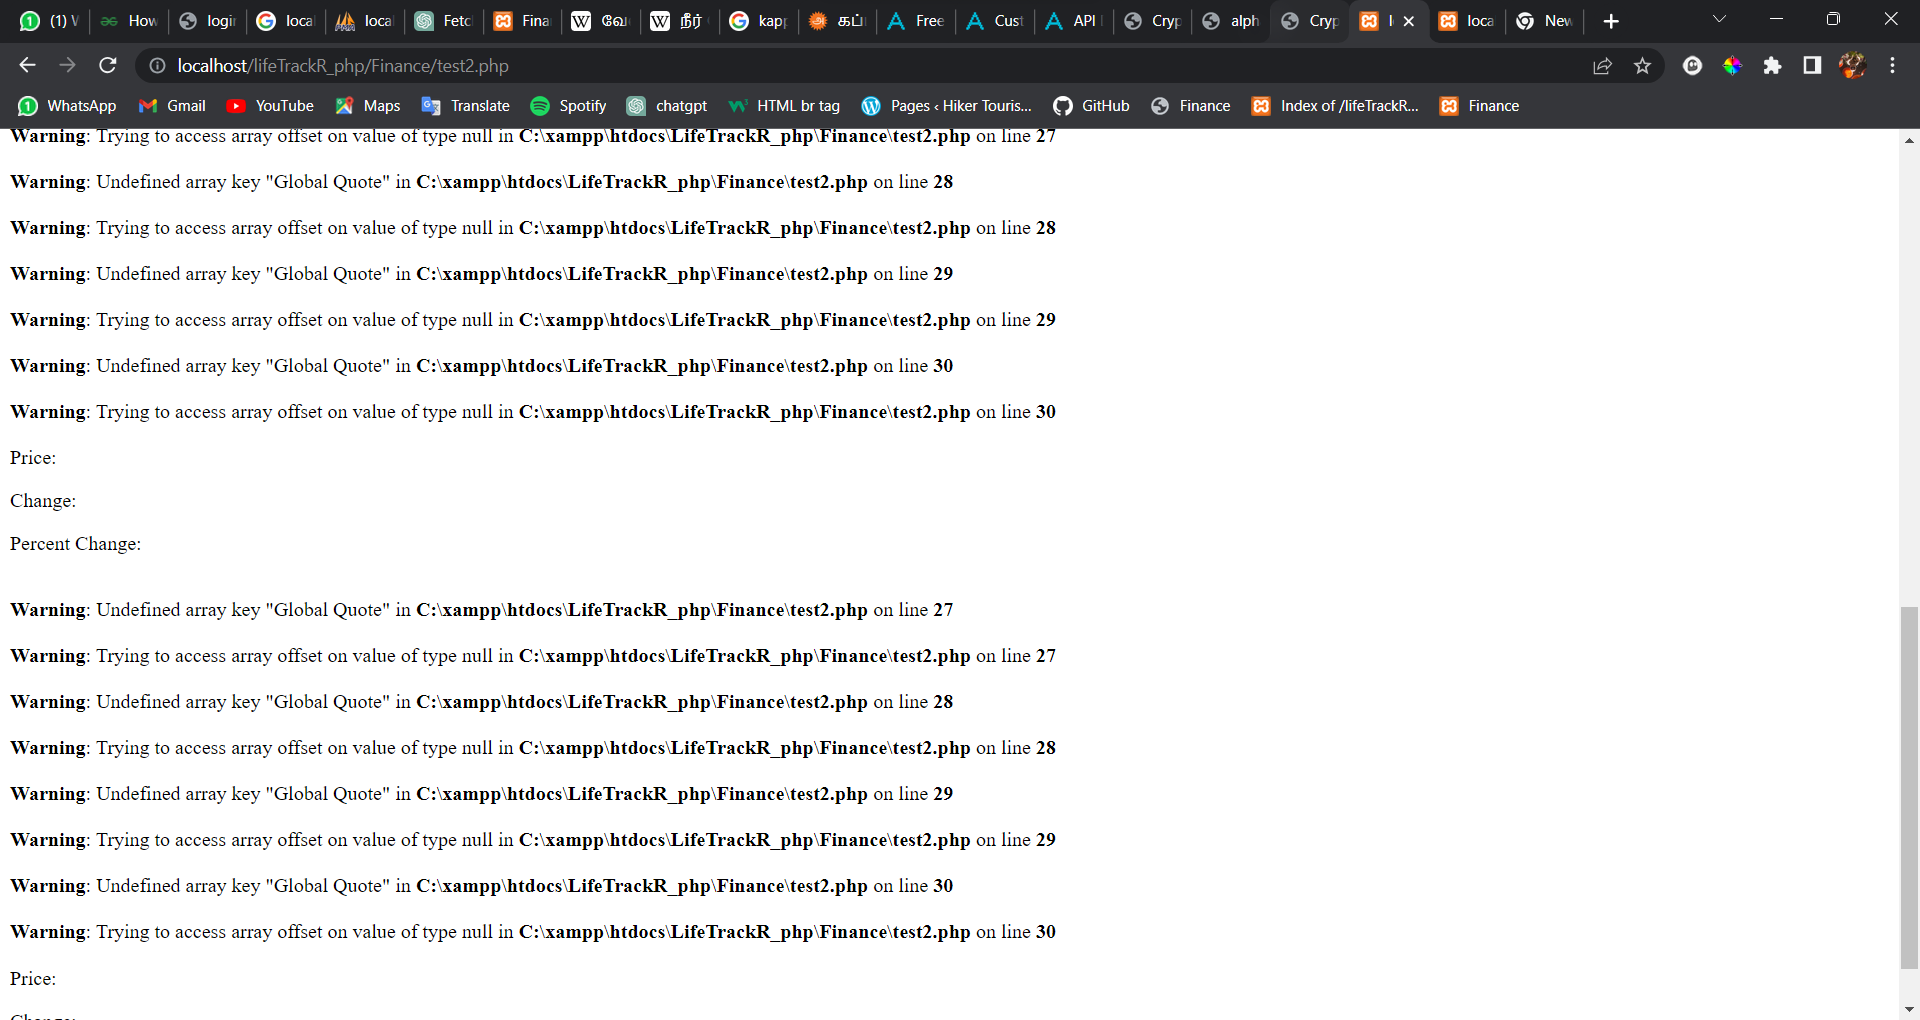 (1) How login local local Fetc Fina வே நீர் kapp கப் Free Cust API Cryp alph Cryp loca New
localhost/lifeTrackR_php/Finance/test2.php
WhatsApp Gmail YouTube Maps Translate Spotify chatgpt HTML br tag Pages ‹ Hiker Touris... GitHub Finance Index of /lifeTrackR... Finance
Warning: Trying to access array offset on value of type null in C:\xampp\htdocs\LifeTrackR_php\Finance\test2.php on line 27
Warning: Undefined array key "Global Quote" in C:\xampp\htdocs\LifeTrackR_php\Finance\test2.php on line 28
Warning: Trying to access array offset on value of type null in C:\xampp\htdocs\LifeTrackR_php\Finance\test2.php on line 28
Warning: Undefined array key "Global Quote" in C:\xampp\htdocs\LifeTrackR_php\Finance\test2.php on line 29
Warning: Trying to access array offset on value of type null in C:\xampp\htdocs\LifeTrackR_php\Finance\test2.php on line 29
Warning: Undefined array key "Global Quote" in C:\xampp\htdocs\LifeTrackR_php\Finance\test2.php on line 30
Warning: Trying to access array offset on value of type null in C:\xampp\htdocs\LifeTrackR_php\Finance\test2.php on line 30
Price:
Change:
Percent Change:
Warning: Undefined array key "Global Quote" in C:\xampp\htdocs\LifeTrackR_php\Finance\test2.php on line 27
Warning: Trying to access array offset on value of type null in C:\xampp\htdocs\LifeTrackR_php\Finance\test2.php on line 27
Warning: Undefined array key "Global Quote" in C:\xampp\htdocs\LifeTrackR_php\Finance\test2.php on line 28
Warning: Trying to access array offset on value of type null in C:\xampp\htdocs\LifeTrackR_php\Finance\test2.php on line 28
Warning: Undefined array key "Global Quote" in C:\xampp\htdocs\LifeTrackR_php\Finance\test2.php on line 29
Warning: Trying to access array offset on value of type null in C:\xampp\htdocs\LifeTrackR_php\Finance\test2.php on line 29
Warning: Undefined array key "Global Quote" in C:\xampp\htdocs\LifeTrackR_php\Finance\test2.php on line 30
Warning: Trying to access array offset on value of type null in C:\xampp\htdocs\LifeTrackR_php\Finance\test2.php on line 30
Price:
Change: